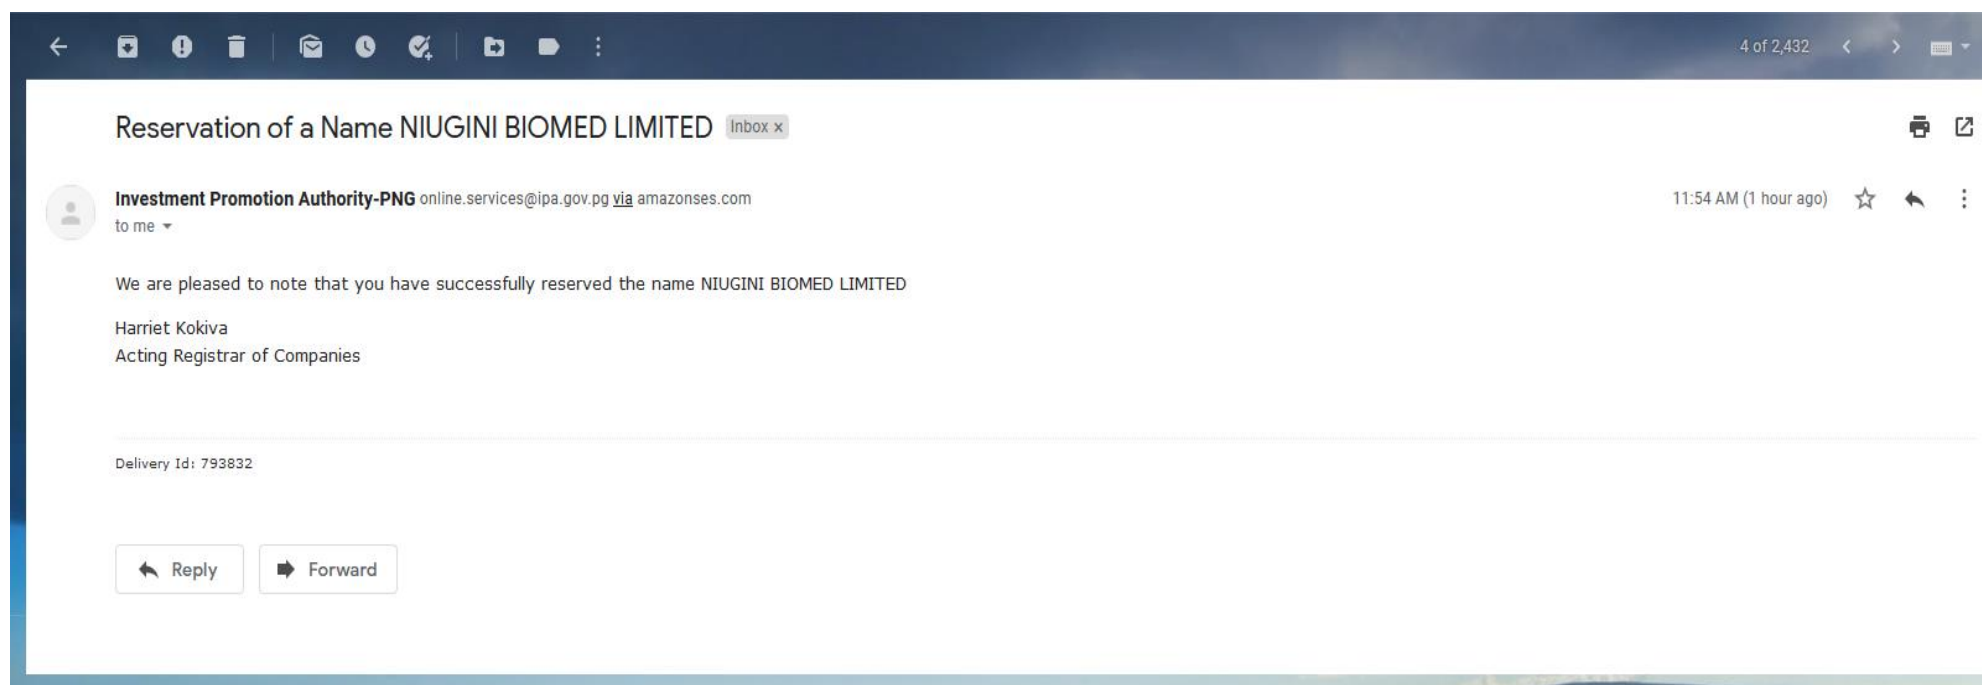 4 of 2,432
Reservation of a Name NIUGINI BIOMED LIMITED Inbox x
Investment Promotion Authority-PNG online.services@ipa.gov.pg via amazonses.com 11:54 AM (1 hour ago)
to me
We are pleased to note that you have successfully reserved the name NIUGINI BIOMED LIMITED
Harriet Kokiva
Acting Registrar of Companies
Delivery Id: 793832
Reply Forward